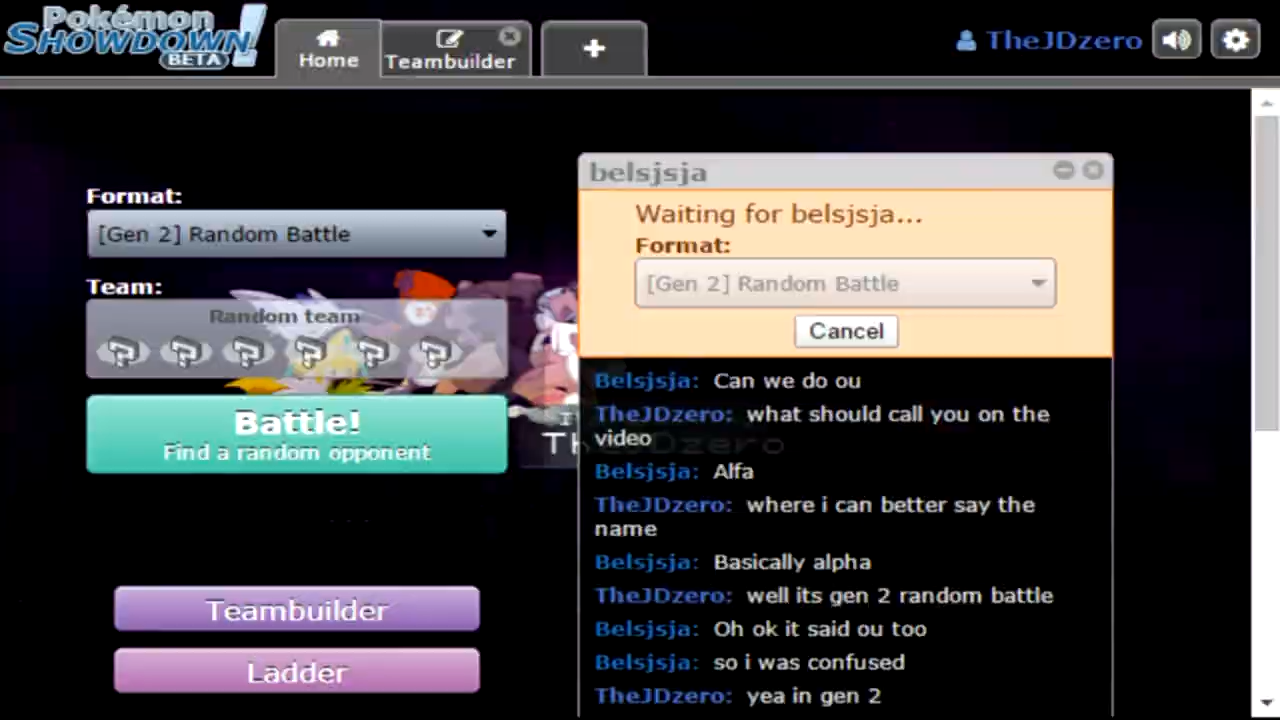 Pokémon
SHOWDOWN!
BETA
Home
Teambuilder
TheJDzero
belsjsja
Format:
[Gen 2] Random Battle
Team:
Random team
Battle!
Find a random opponent
Teambuilder
Ladder
Waiting for belsjsja...
Format:
[Gen 2] Random Battle
Cancel
Belsjsja: Can we do ou
TheJDzero: what should call you on the
video
Belsjsja: Alfa
TheJDzero: where i can better say the
name
Belsjsja: Basically alpha
TheJDzero: well its gen 2 random battle
Belsjsja: Oh ok it said ou too
Belsjsja: so i was confused
TheJDzero: yea in gen 2
TheJDzero